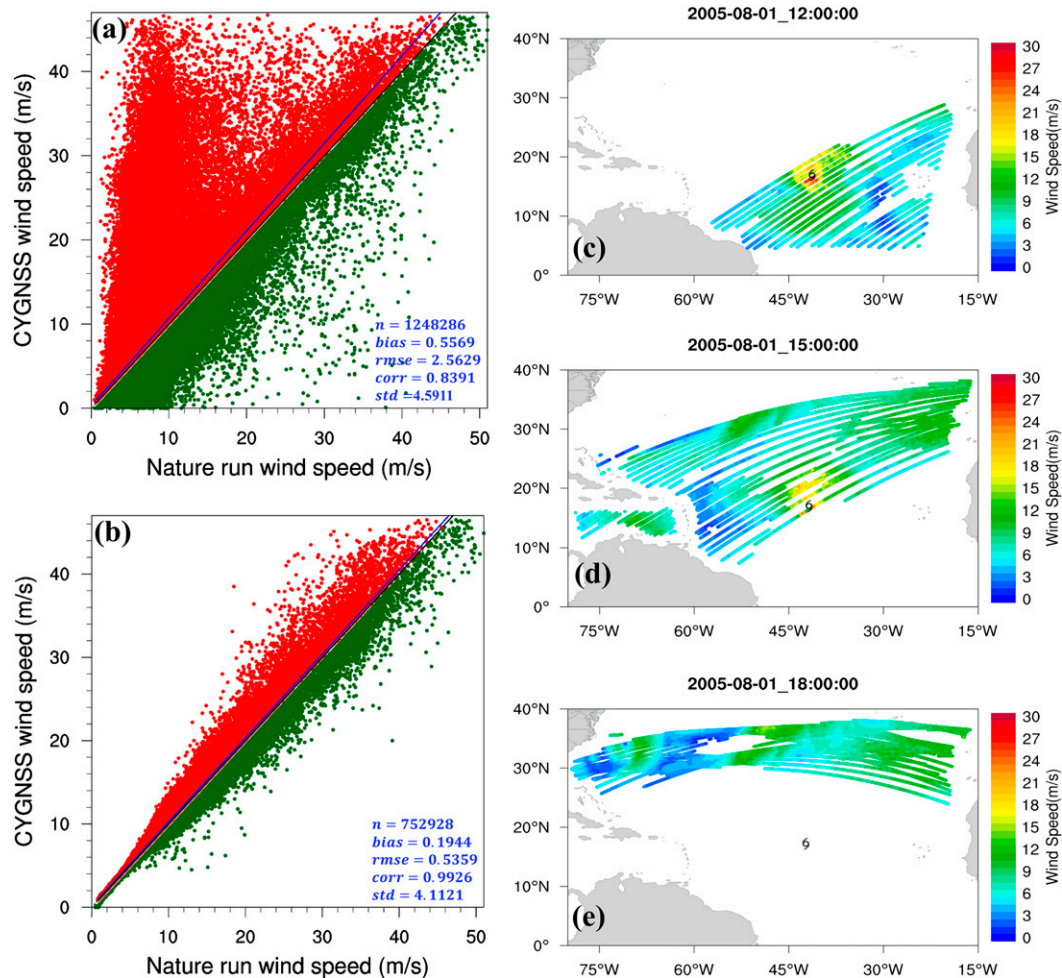 (a)
CYGNSS wind speed (m/s)
40
30
20
10
0
n = 1248286
bias = 0.5569
rmse = 2.5629
corr = 0.8391
std =4.5911
0 10 20 30 40 50
Nature run wind speed (m/s)
(b)
CYGNSS wind speed (m/s)
40
30
20
10
0
n = 752928
bias = 0.1944
rmse = 0.5359
corr = 0.9926
std = 4.1121
0 10 20 30 40 50
Nature run wind speed (m/s)
2005-08-01_12:00:00
40°N
30°N
20°N
10°N
0°
(c)
75°W 60°W 45°W 30°W 15°W
30
27
24
21
18
15
12
9
6
3
0
Wind Speed(m/s)
2005-08-01_15:00:00
40°N
30°N
20°N
10°N
0°
(d)
75°W 60°W 45°W 30°W 15°W
30
27
24
21
18
15
12
9
6
3
0
Wind Speed(m/s)
2005-08-01_18:00:00
40°N
30°N
20°N
10°N
0°
(e)
75°W 60°W 45°W 30°W 15°W
30
27
24
21
18
15
12
9
6
3
0
Wind Speed(m/s)